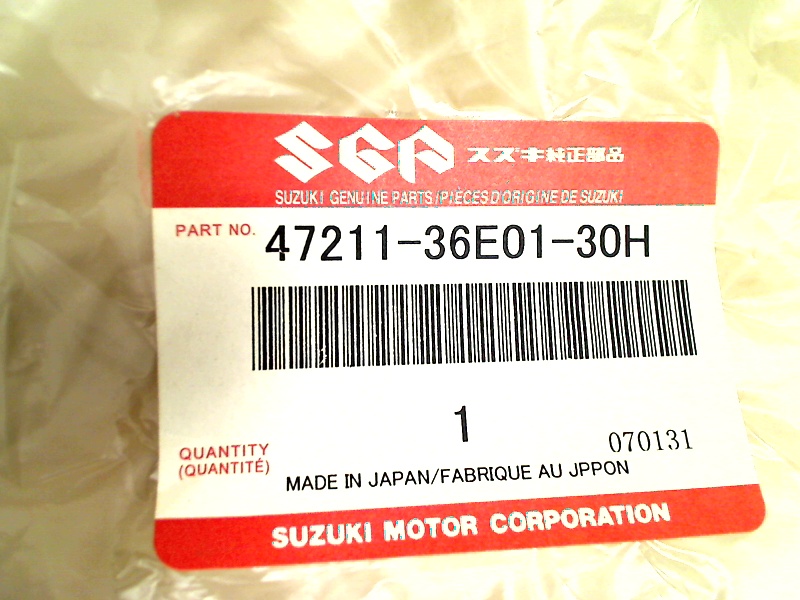 SGP スズキ純正部品
SUZUKI GENUINE PARTS/PIÈCES D'ORIGINE DE SUZUKI
PART NO. 47211-36E01-30H
1
070131
QUANTITY
(QUANTITÉ)
MADE IN JAPAN/FABRIQUE AU JPPON
SUZUKI MOTOR CORPORATION